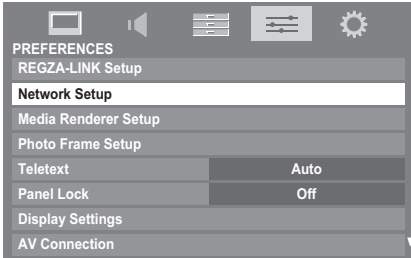 PREFERENCES
REGZA-LINK Setup
Network Setup
Media Renderer Setup
Photo Frame Setup
Teletext Auto
Panel Lock Off
Display Settings
AV Connection